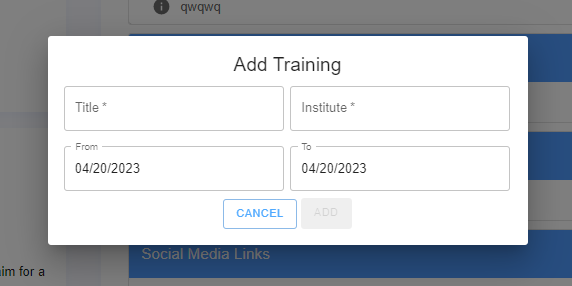 qwqwq
Add Training
Title *
Institute *
From
To
04/20/2023
04/20/2023
CANCEL
ADD
Social Media Links
im for a